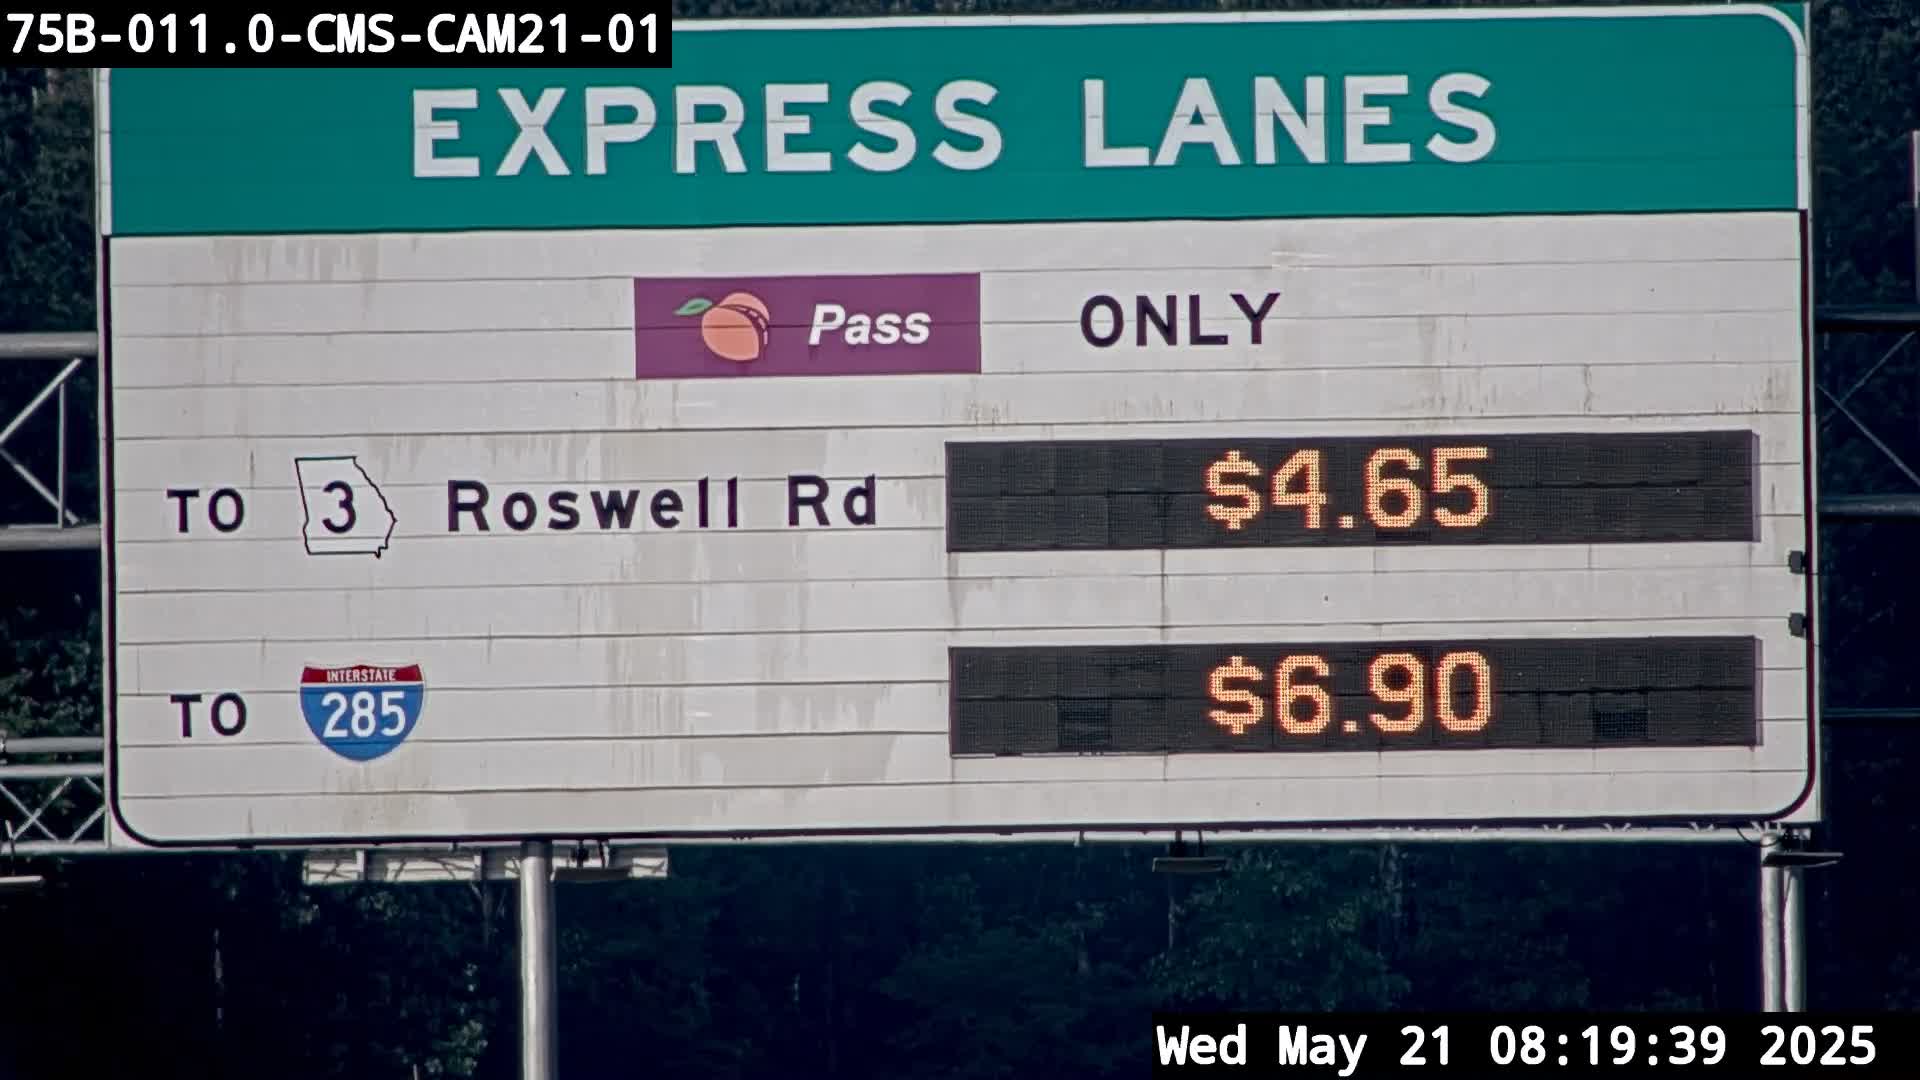 75B-011.0-CMS-CAM21-01
EXPRESS LANES
Pass ONLY
TO 3 Roswell Rd $4.65
INTERSTATE
TO 285 $6.90
Wed May 21 08:19:39 2025